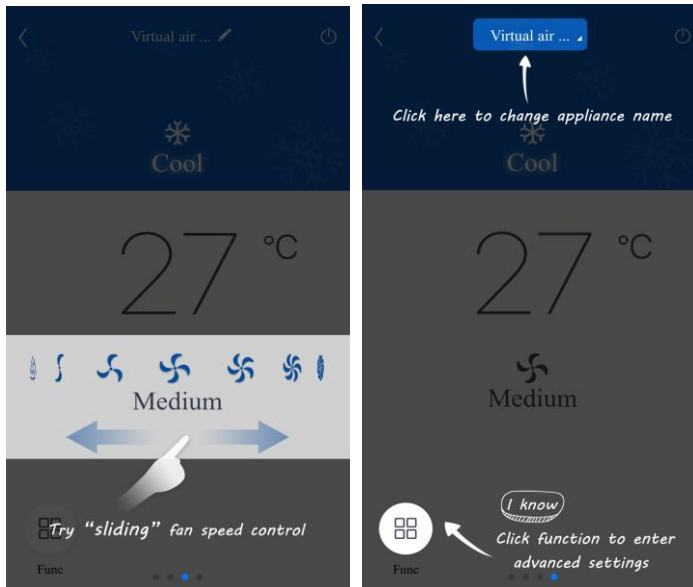 Virtual air ...
Cool
27 °C
Medium
Try “sliding” fan speed control
Func
Virtual air ...
Click here to change appliance name
Cool
27 °C
Medium
I know
Click function to enter
advanced settings
Func